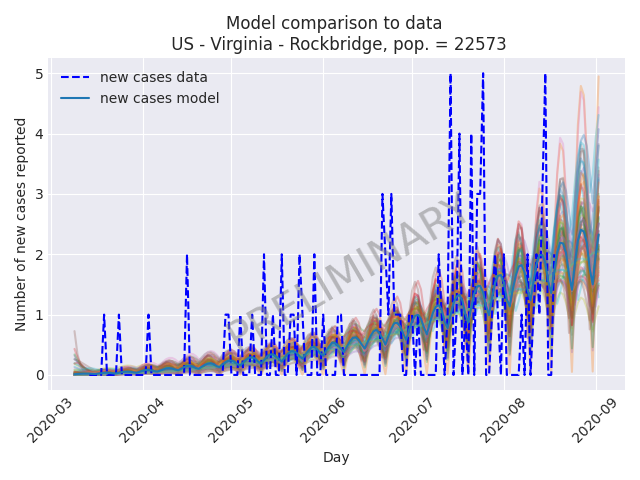 Model comparison to data
US - Virginia - Rockbridge, pop. = 22573
new cases data
new cases model
PRELIMINARY
Number of new cases reported
5
4
3
2
1
0
2020-03
2020-04
2020-05
2020-06
2020-07
2020-08
2020-09
Day